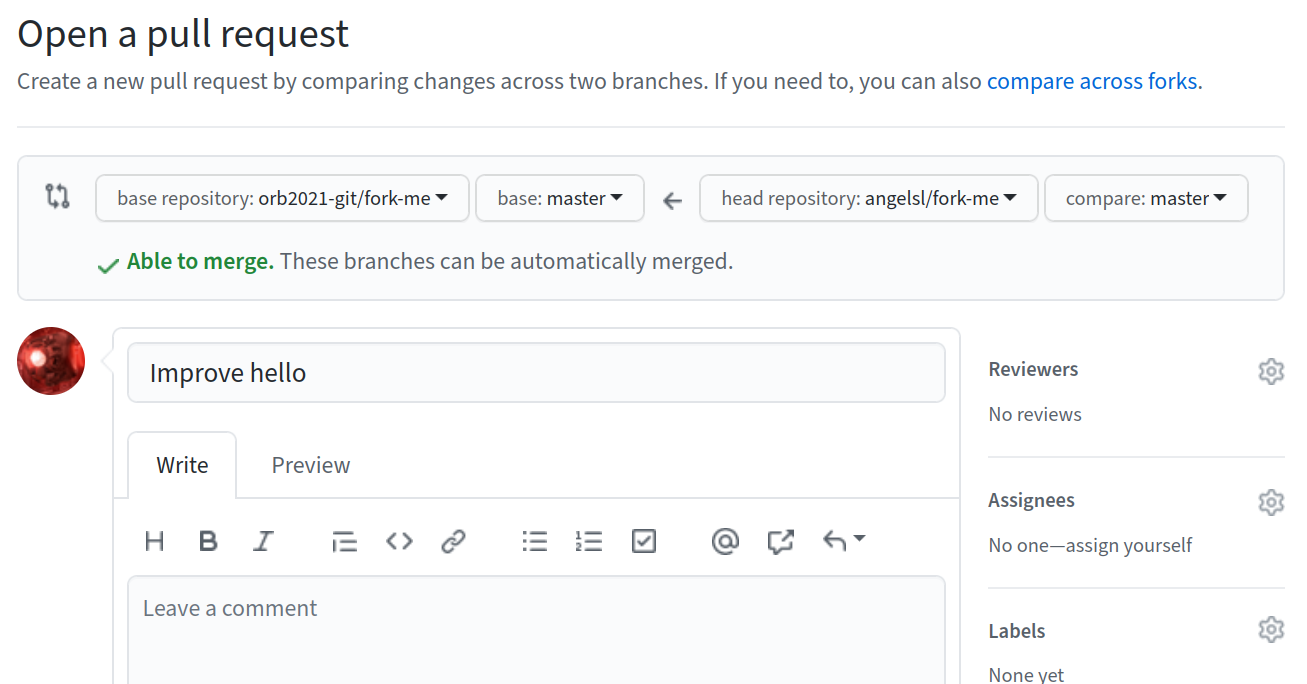 Open a pull request
Create a new pull request by comparing changes across two branches. If you need to, you can also compare across forks.
base repository: orb2021-git/fork-me base: master head repository: angelsl/fork-me compare: master
Able to merge. These branches can be automatically merged.
Improve hello
Reviewers
No reviews
Write Preview
Assignees
No one—assign yourself
H B I @
Leave a comment
Labels
None yet